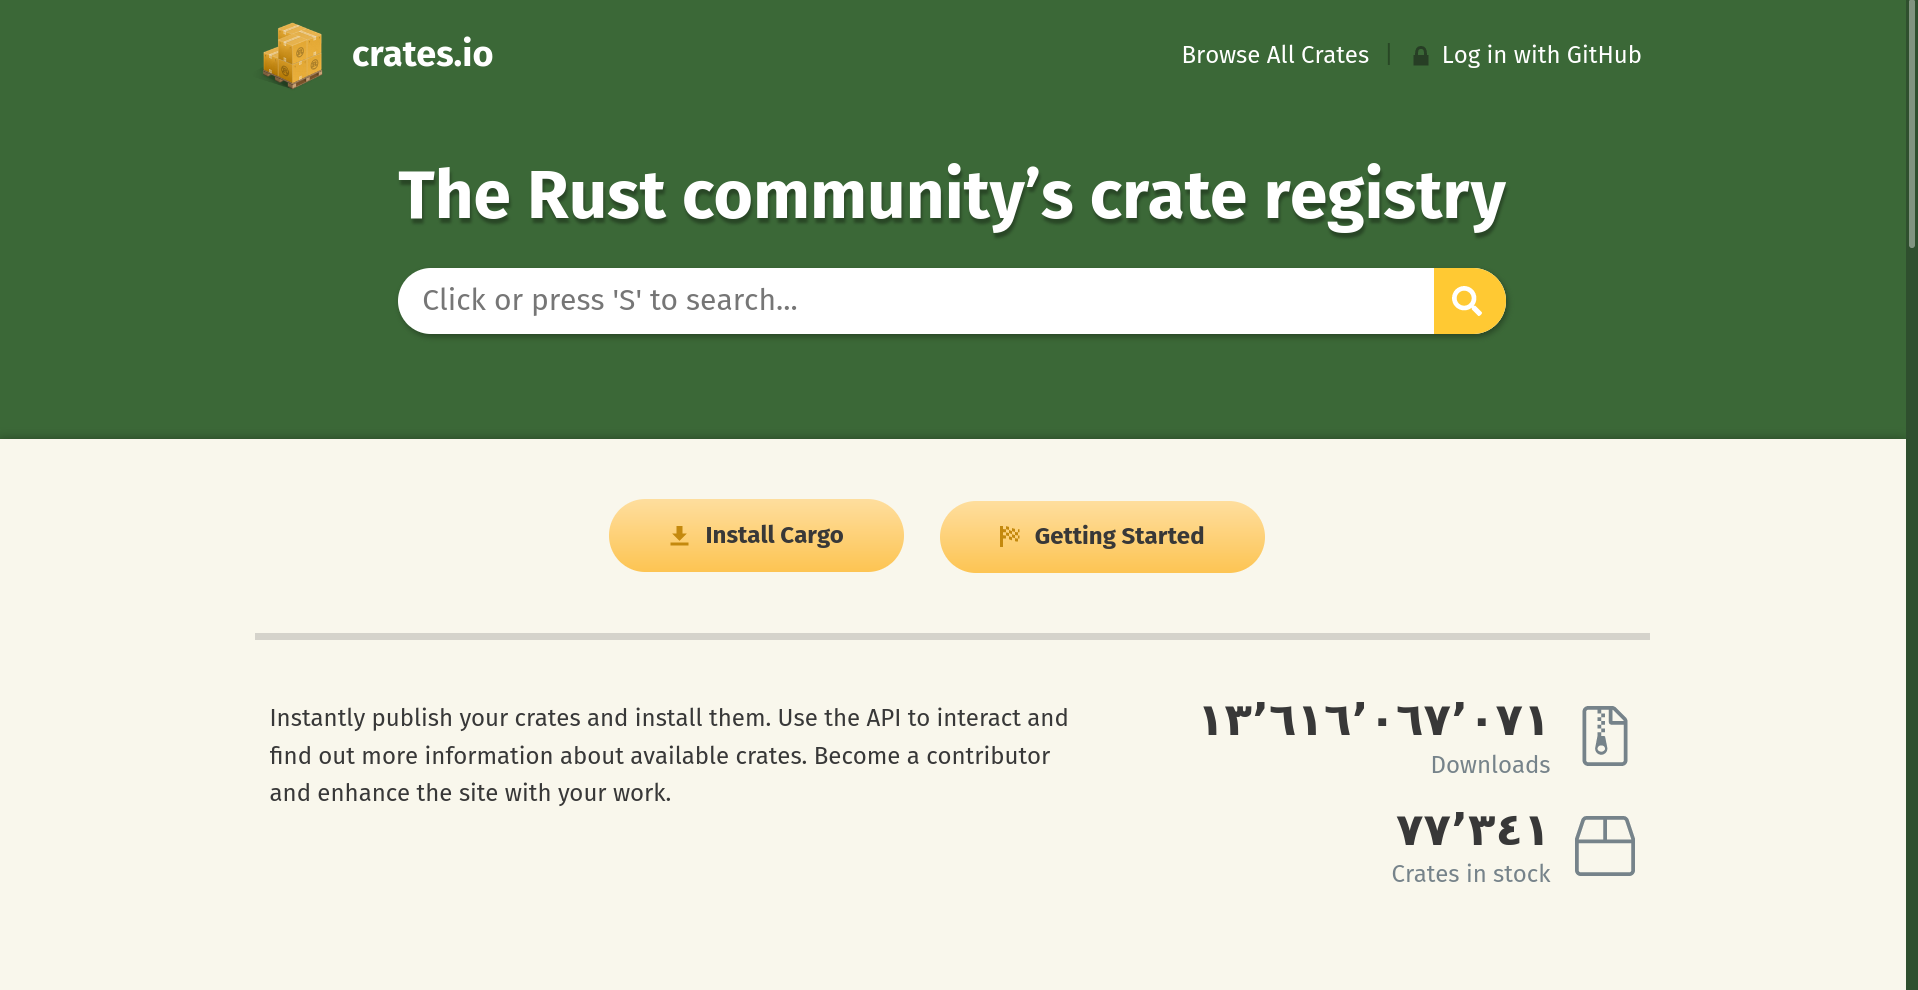 crates.io
Browse All Crates | Log in with GitHub
The Rust community’s crate registry
Click or press 'S' to search...
Install Cargo
Getting Started
Instantly publish your crates and install them. Use the API to interact and
find out more information about available crates. Become a contributor
and enhance the site with your work.
١٣٬٦١٦٬٠٦٧٬٠٧١
Downloads
٧٧٬٣٤١
Crates in stock